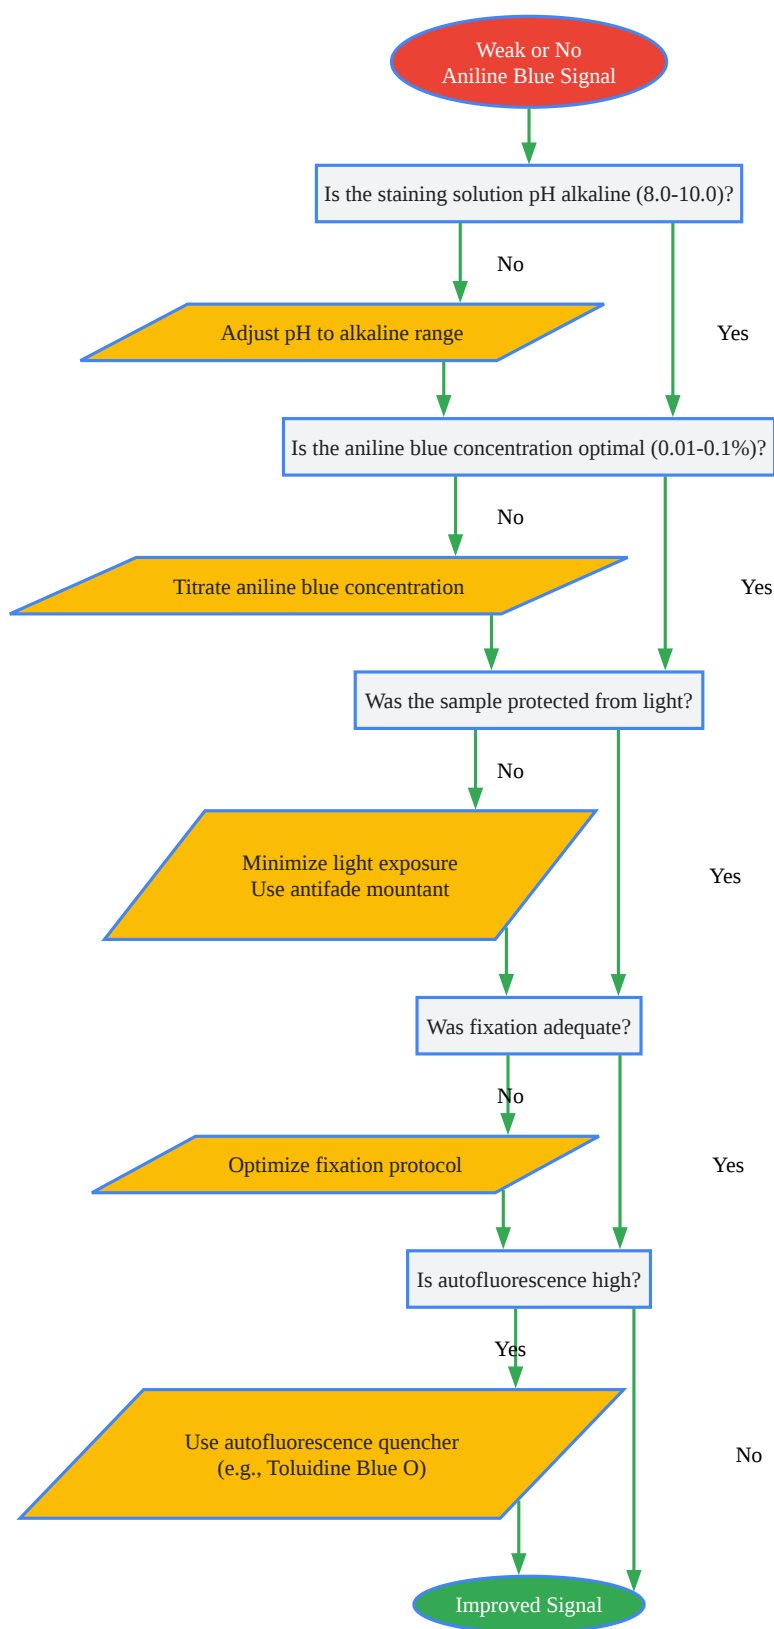 Weak or No
Aniline Blue Signal
Is the staining solution pH alkaline (8.0-10.0)?
No
Adjust pH to alkaline range
Yes
Is the aniline blue concentration optimal (0.01-0.1%)?
No
Titrate aniline blue concentration
Yes
Was the sample protected from light?
No
Minimize light exposure
Use antifade mountant
Yes
Was fixation adequate?
No
Optimize fixation protocol
Yes
Is autofluorescence high?
Yes
Use autofluorescence quencher
(e.g., Toluidine Blue O)
No
Improved Signal